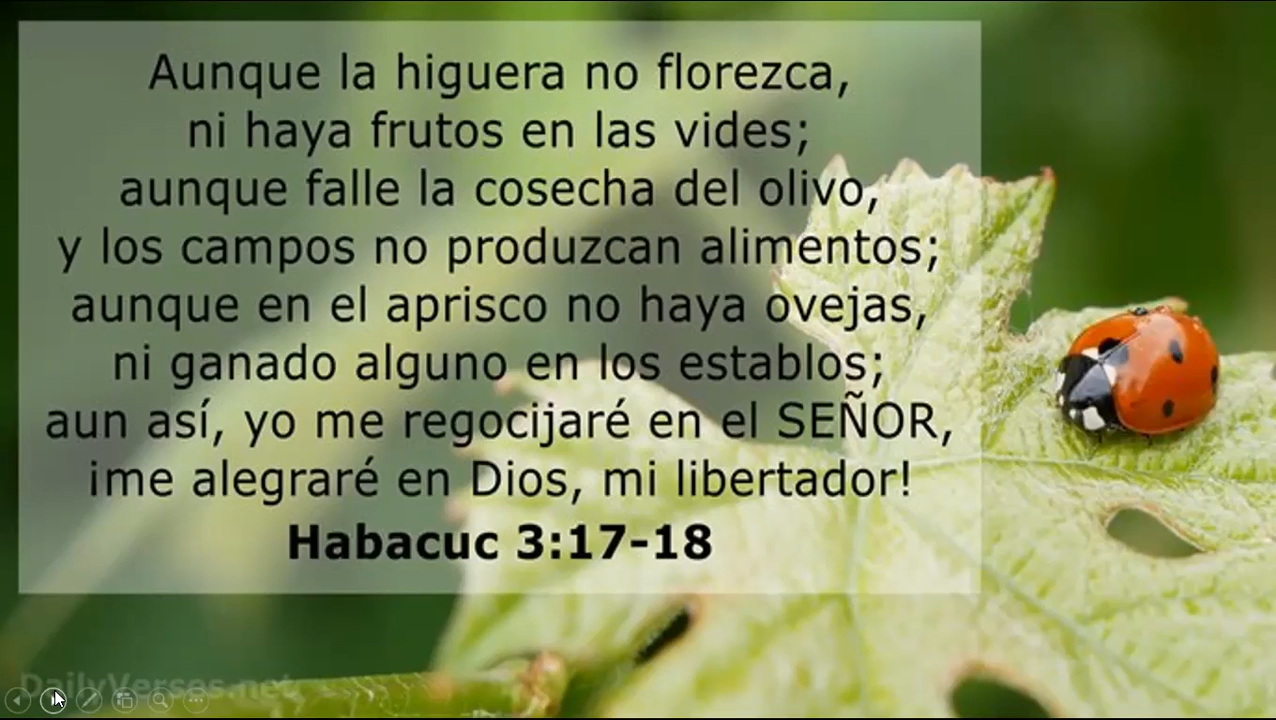 Aunque la higuera no florezca,
ni haya frutos en las vides;
aunque falle la cosecha del olivo,
y los campos no produzcan alimentos;
aunque en el aprisco no haya ovejas,
ni ganado alguno en los establos;
aun así, yo me regocijaré en el SEÑOR,
¡me alegraré en Dios, mi libertador!
Habacuc 3:17-18
DailyVerses.net